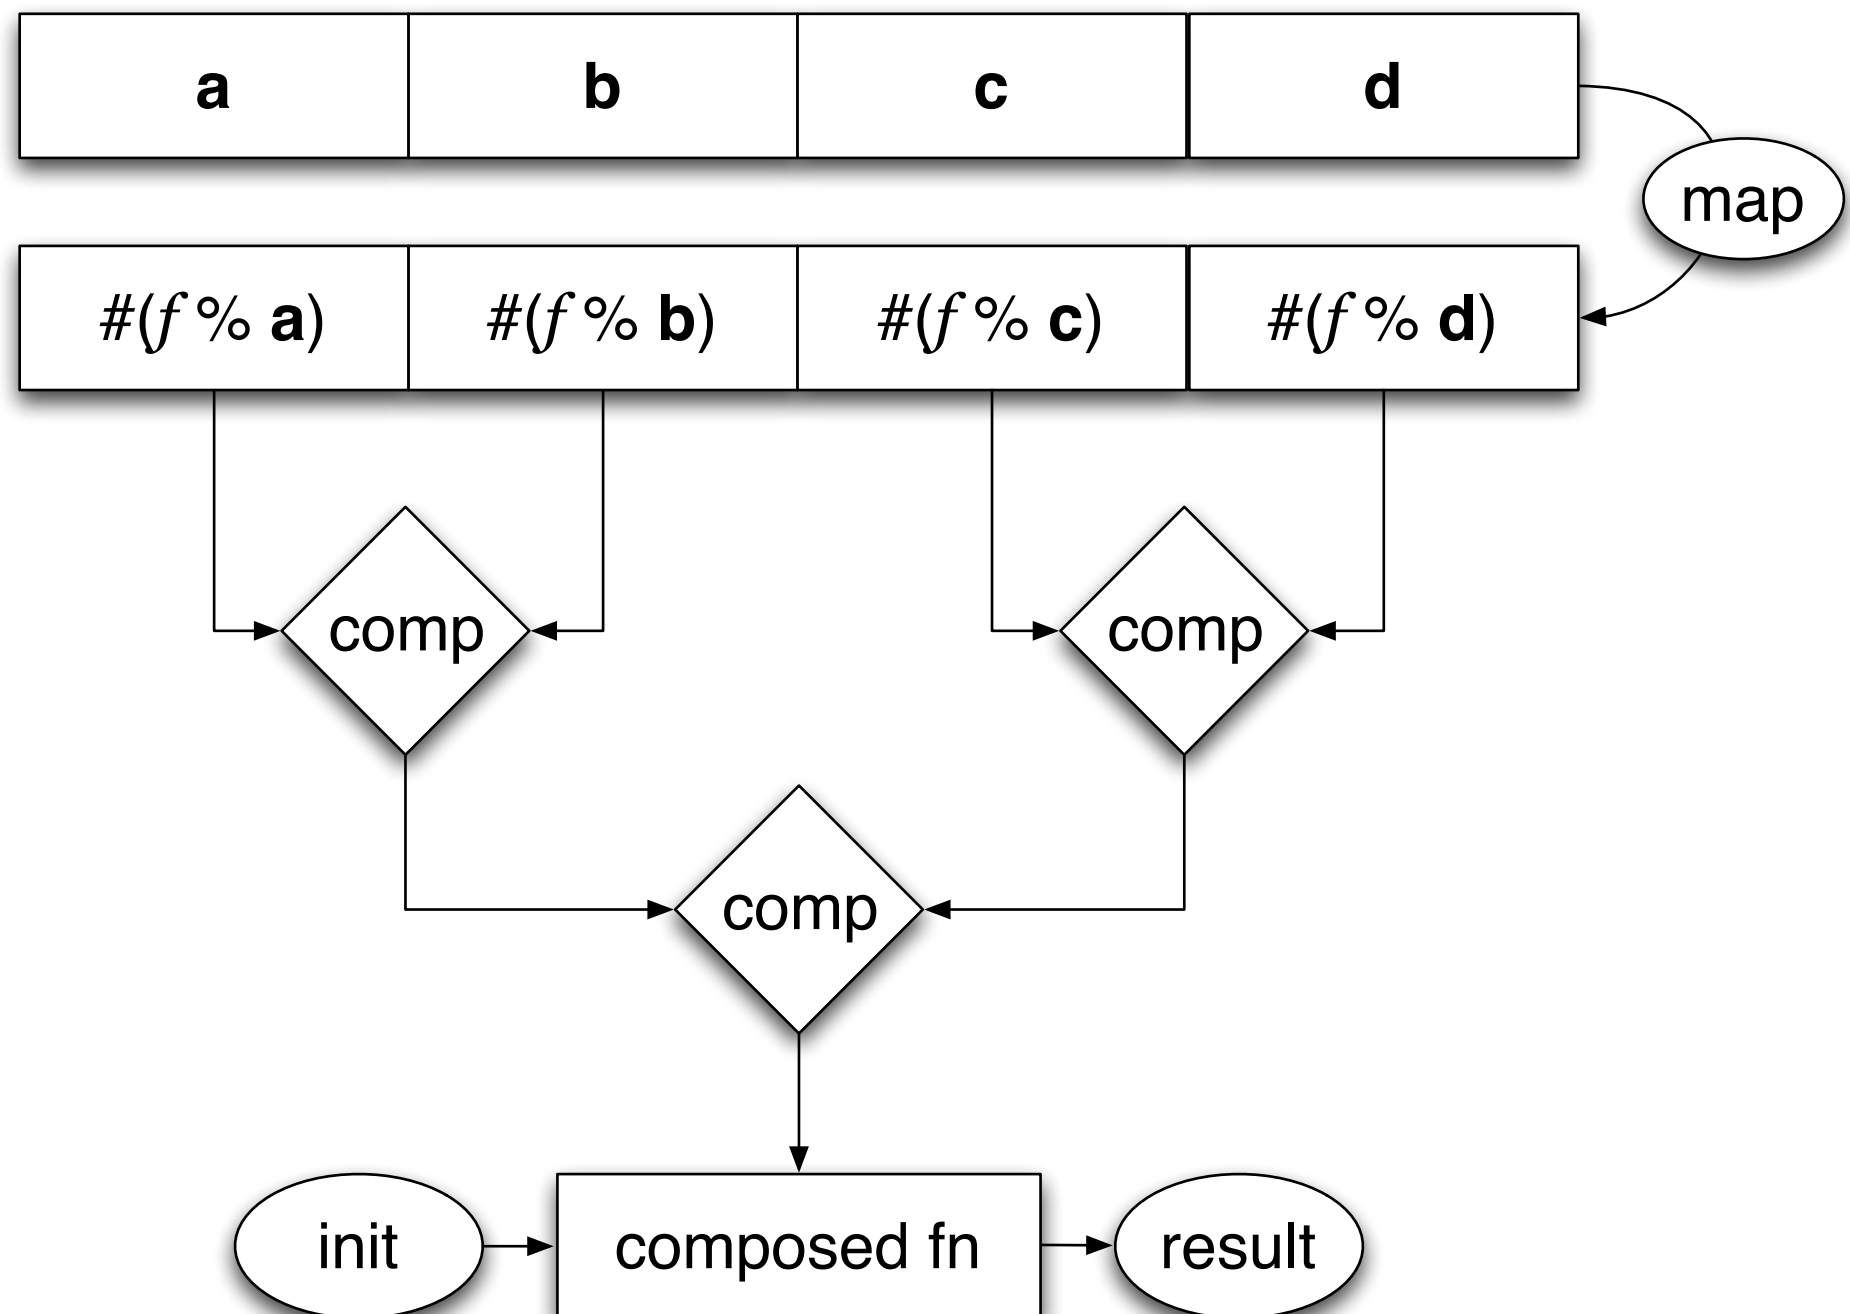 a b c d
map
#(f % a) #(f % b) #(f % c) #(f % d)
comp comp
comp
init composed fn result